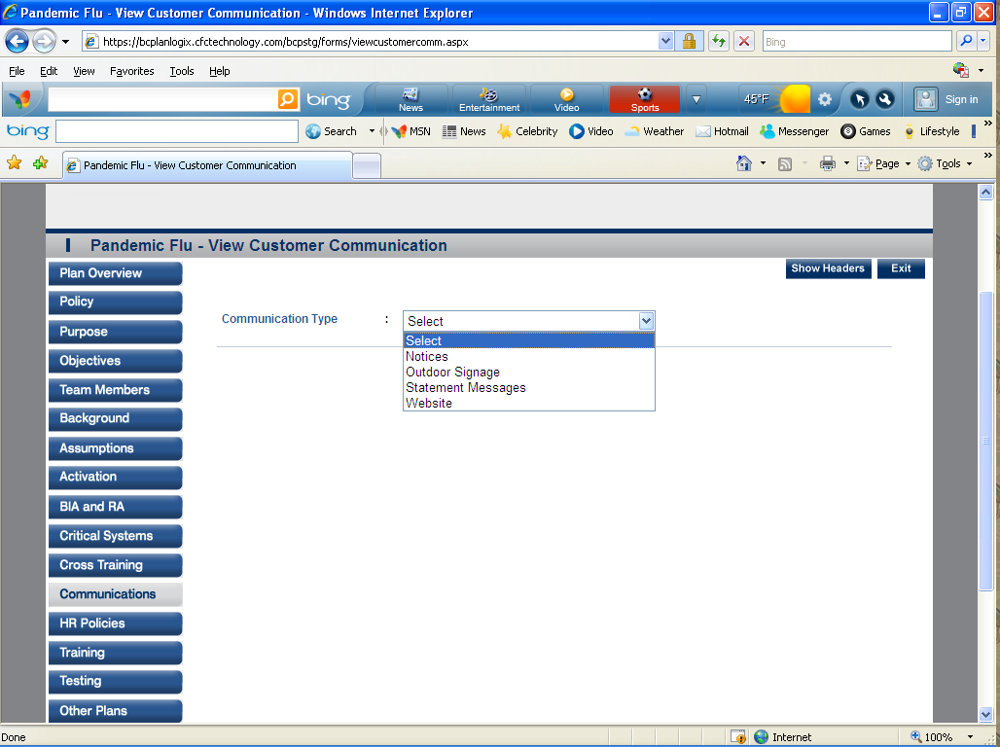 Pandemic Flu - View Customer Communication - Windows Internet Explorer
https://bcplanlogix.cfctechnology.com/bcpstg/forms/viewcustomercomm.aspx
Bing
File Edit View Favorites Tools Help
bing News Entertainment Video Sports 45°F Sign in
bing Search MSN News Celebrity Video Weather Hotmail Messenger Games Lifestyle
Pandemic Flu - View Customer Communication Page Tools
Pandemic Flu - View Customer Communication
Show Headers Exit
Plan Overview
Policy
Purpose
Objectives
Team Members
Background
Assumptions
Activation
BIA and RA
Critical Systems
Cross Training
Communications
HR Policies
Training
Testing
Other Plans
Communication Type : Select
Select
Notices
Outdoor Signage
Statement Messages
Website
Done Internet 100%